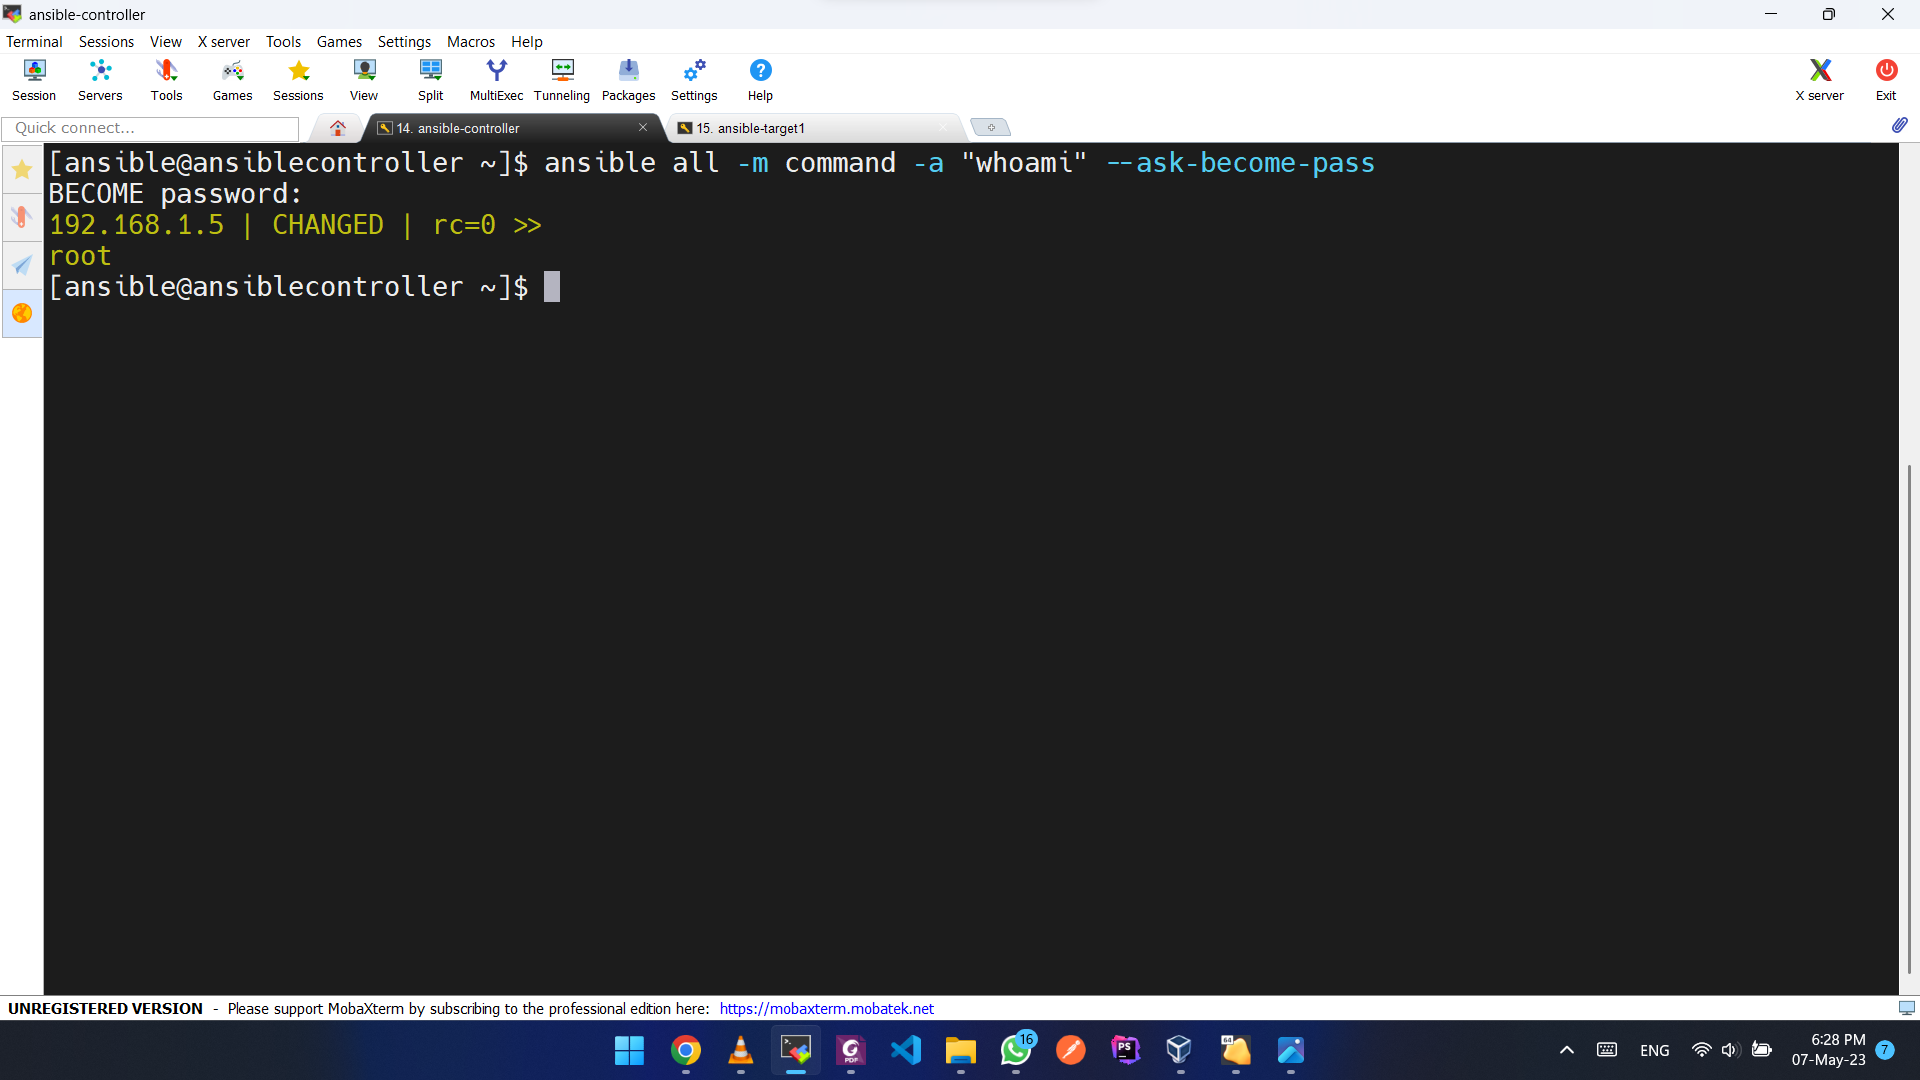 ansible-controller
Terminal Sessions View X server Tools Games Settings Macros Help
Session Servers Tools Games Sessions View Split MultiExec Tunneling Packages Settings Help X server Exit
Quick connect... 14. ansible-controller 15. ansible-target1
[ansible@ansiblecontroller ~]$ ansible all -m command -a "whoami" --ask-become-pass
BECOME password:
192.168.1.5 | CHANGED | rc=0 >>
root
[ansible@ansiblecontroller ~]$
UNREGISTERED VERSION - Please support MobaXterm by subscribing to the professional edition here: https://mobaxterm.mobatek.net
PDF 16 PS 64 ENG 6:28 PM 7
07-May-23